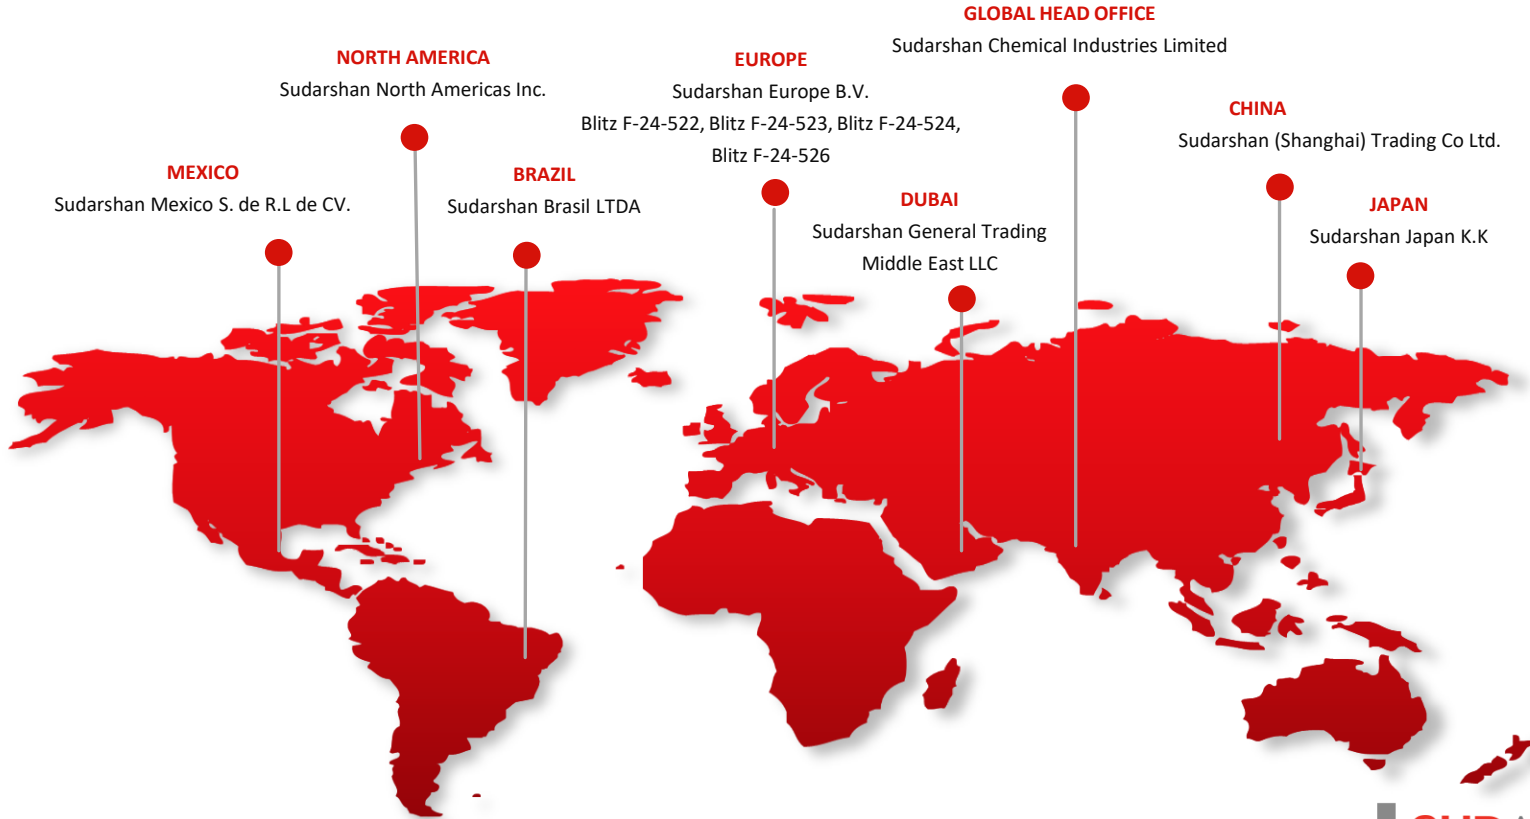 GLOBAL HEAD OFFICE
Sudarshan Chemical Industries Limited
NORTH AMERICA
Sudarshan North Americas Inc.
EUROPE
Sudarshan Europe B.V.
Blitz F-24-522, Blitz F-24-523, Blitz F-24-524,
Blitz F-24-526
CHINA
Sudarshan (Shanghai) Trading Co Ltd.
MEXICO
Sudarshan Mexico S. de R.L de CV.
BRAZIL
Sudarshan Brasil LTDA
DUBAI
Sudarshan General Trading
Middle East LLC
JAPAN
Sudarshan Japan K.K